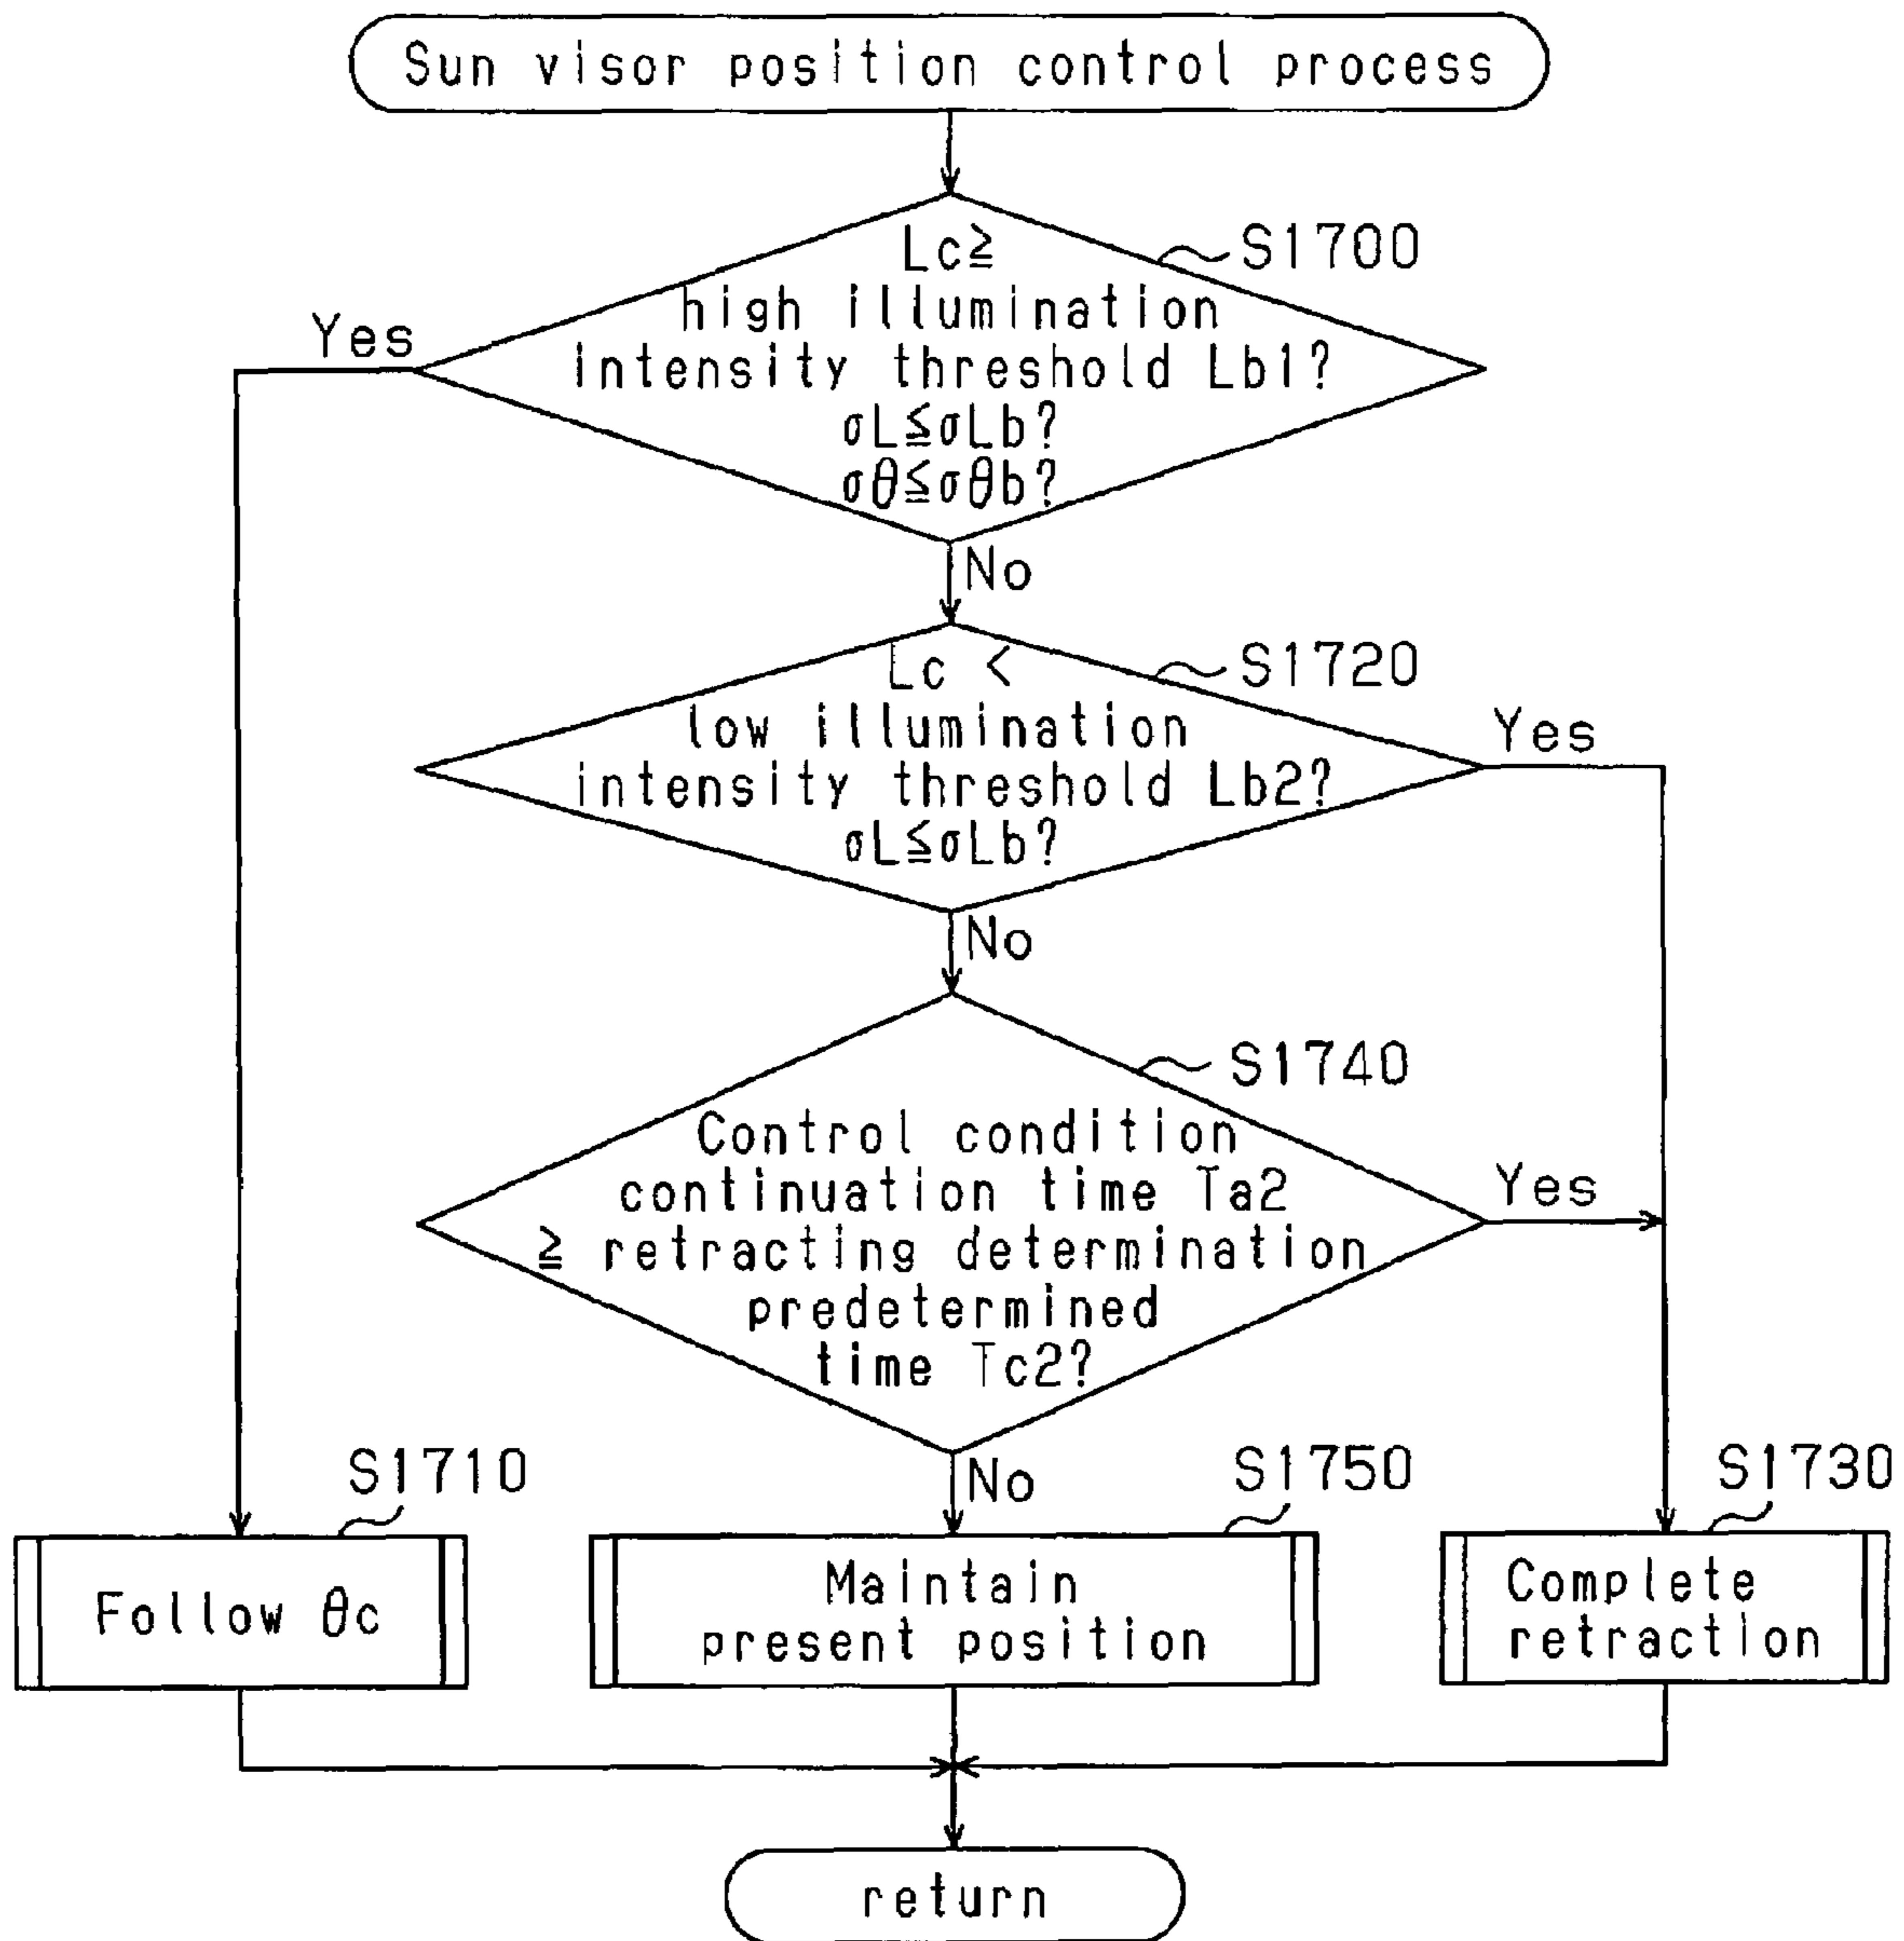 Sun visor position control process
S1700
Lc≧
high illumination
intensity threshold Lb1?
σL≦σLb?
σθ≦σθb?
Yes
No
S1720
Lc <
low illumination
intensity threshold Lb2?
σL≦σLb?
Yes
No
S1740
Control condition
continuation time Ta2
≧ retracting determination
predetermined
time Tc2?
Yes
No
S1710
Follow θc
S1750
Maintain
present position
S1730
Complete
retraction
return